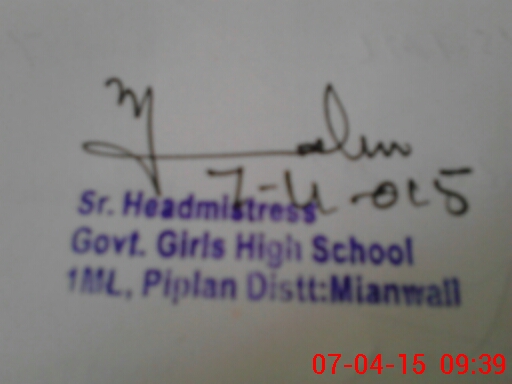 7-4-015
Sr. Headmistress
Govt. Girls High School
1ML, Piplan Distt:Mianwali
07-04-15 09:39